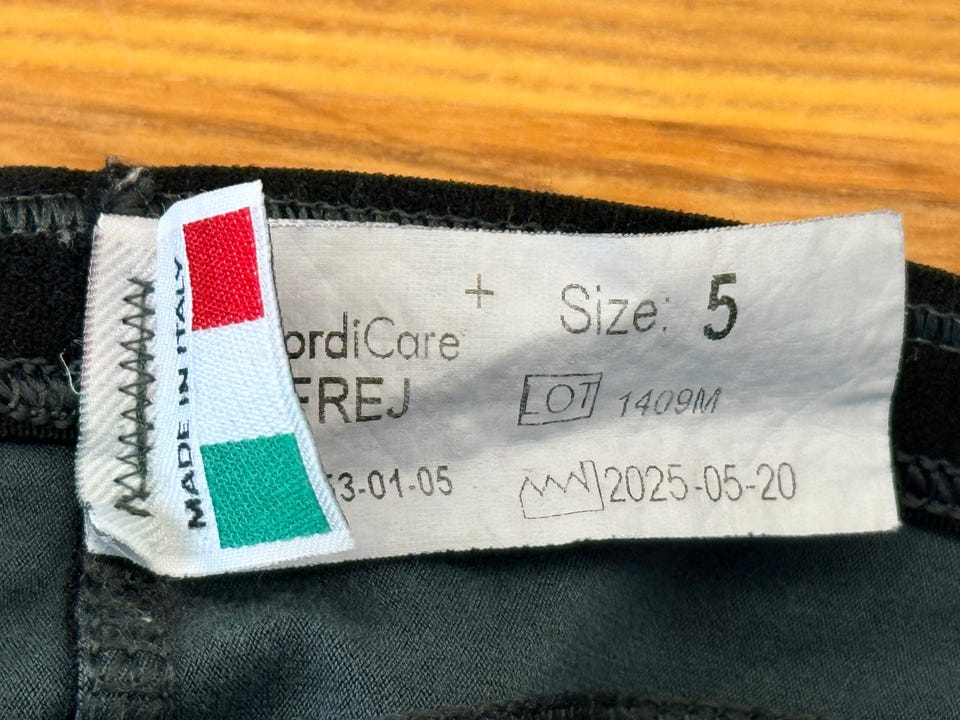 MADE IN ITALY
+
ordiCare
FREJ
3-01-05
Size: 5
LOT 1409M
2025-05-20